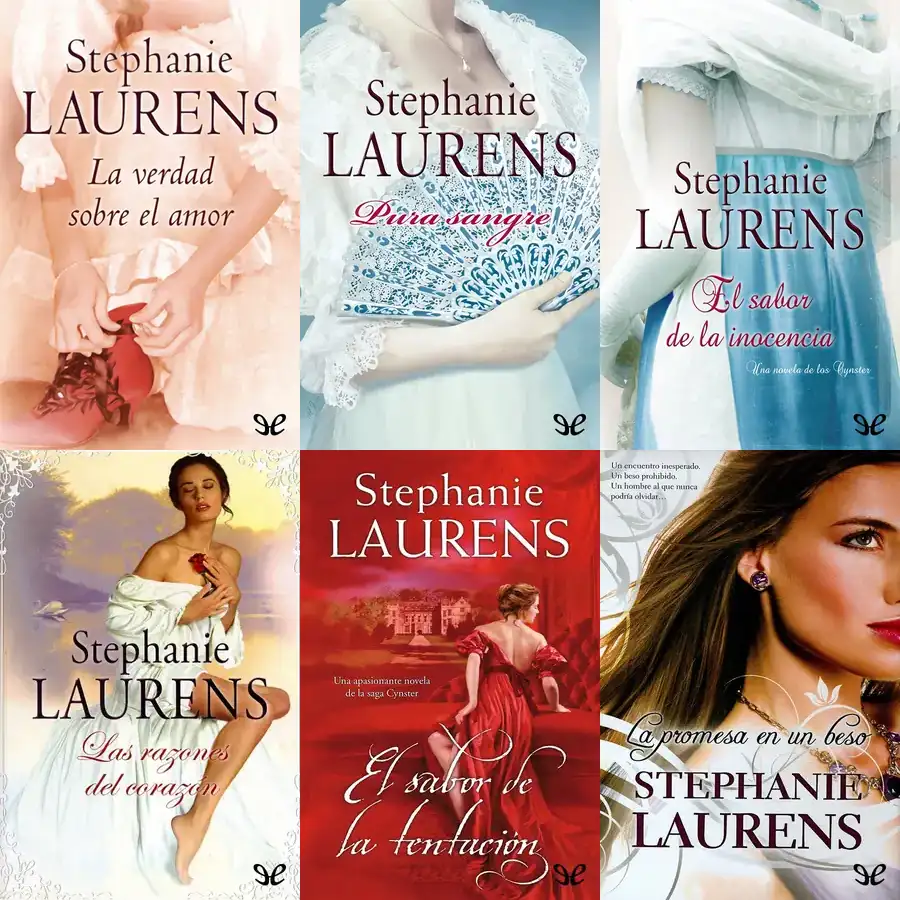 Stephanie
LAURENS
La verdad
sobre el amor
Stephanie
LAURENS
Pura sangre
Stephanie
LAURENS
El sabor
de la inocencia
Una novela de los Cynster
Stephanie
LAURENS
Las razones
del corazón
Stephanie
LAURENS
Una apasionante novela
de la saga Cynster
El sabor de
la tentación
Un encuentro inesperado.
Un beso prohibido.
Un hombre al que nunca
podría olvidar...
La promesa en un beso
STEPHANIE
LAURENS